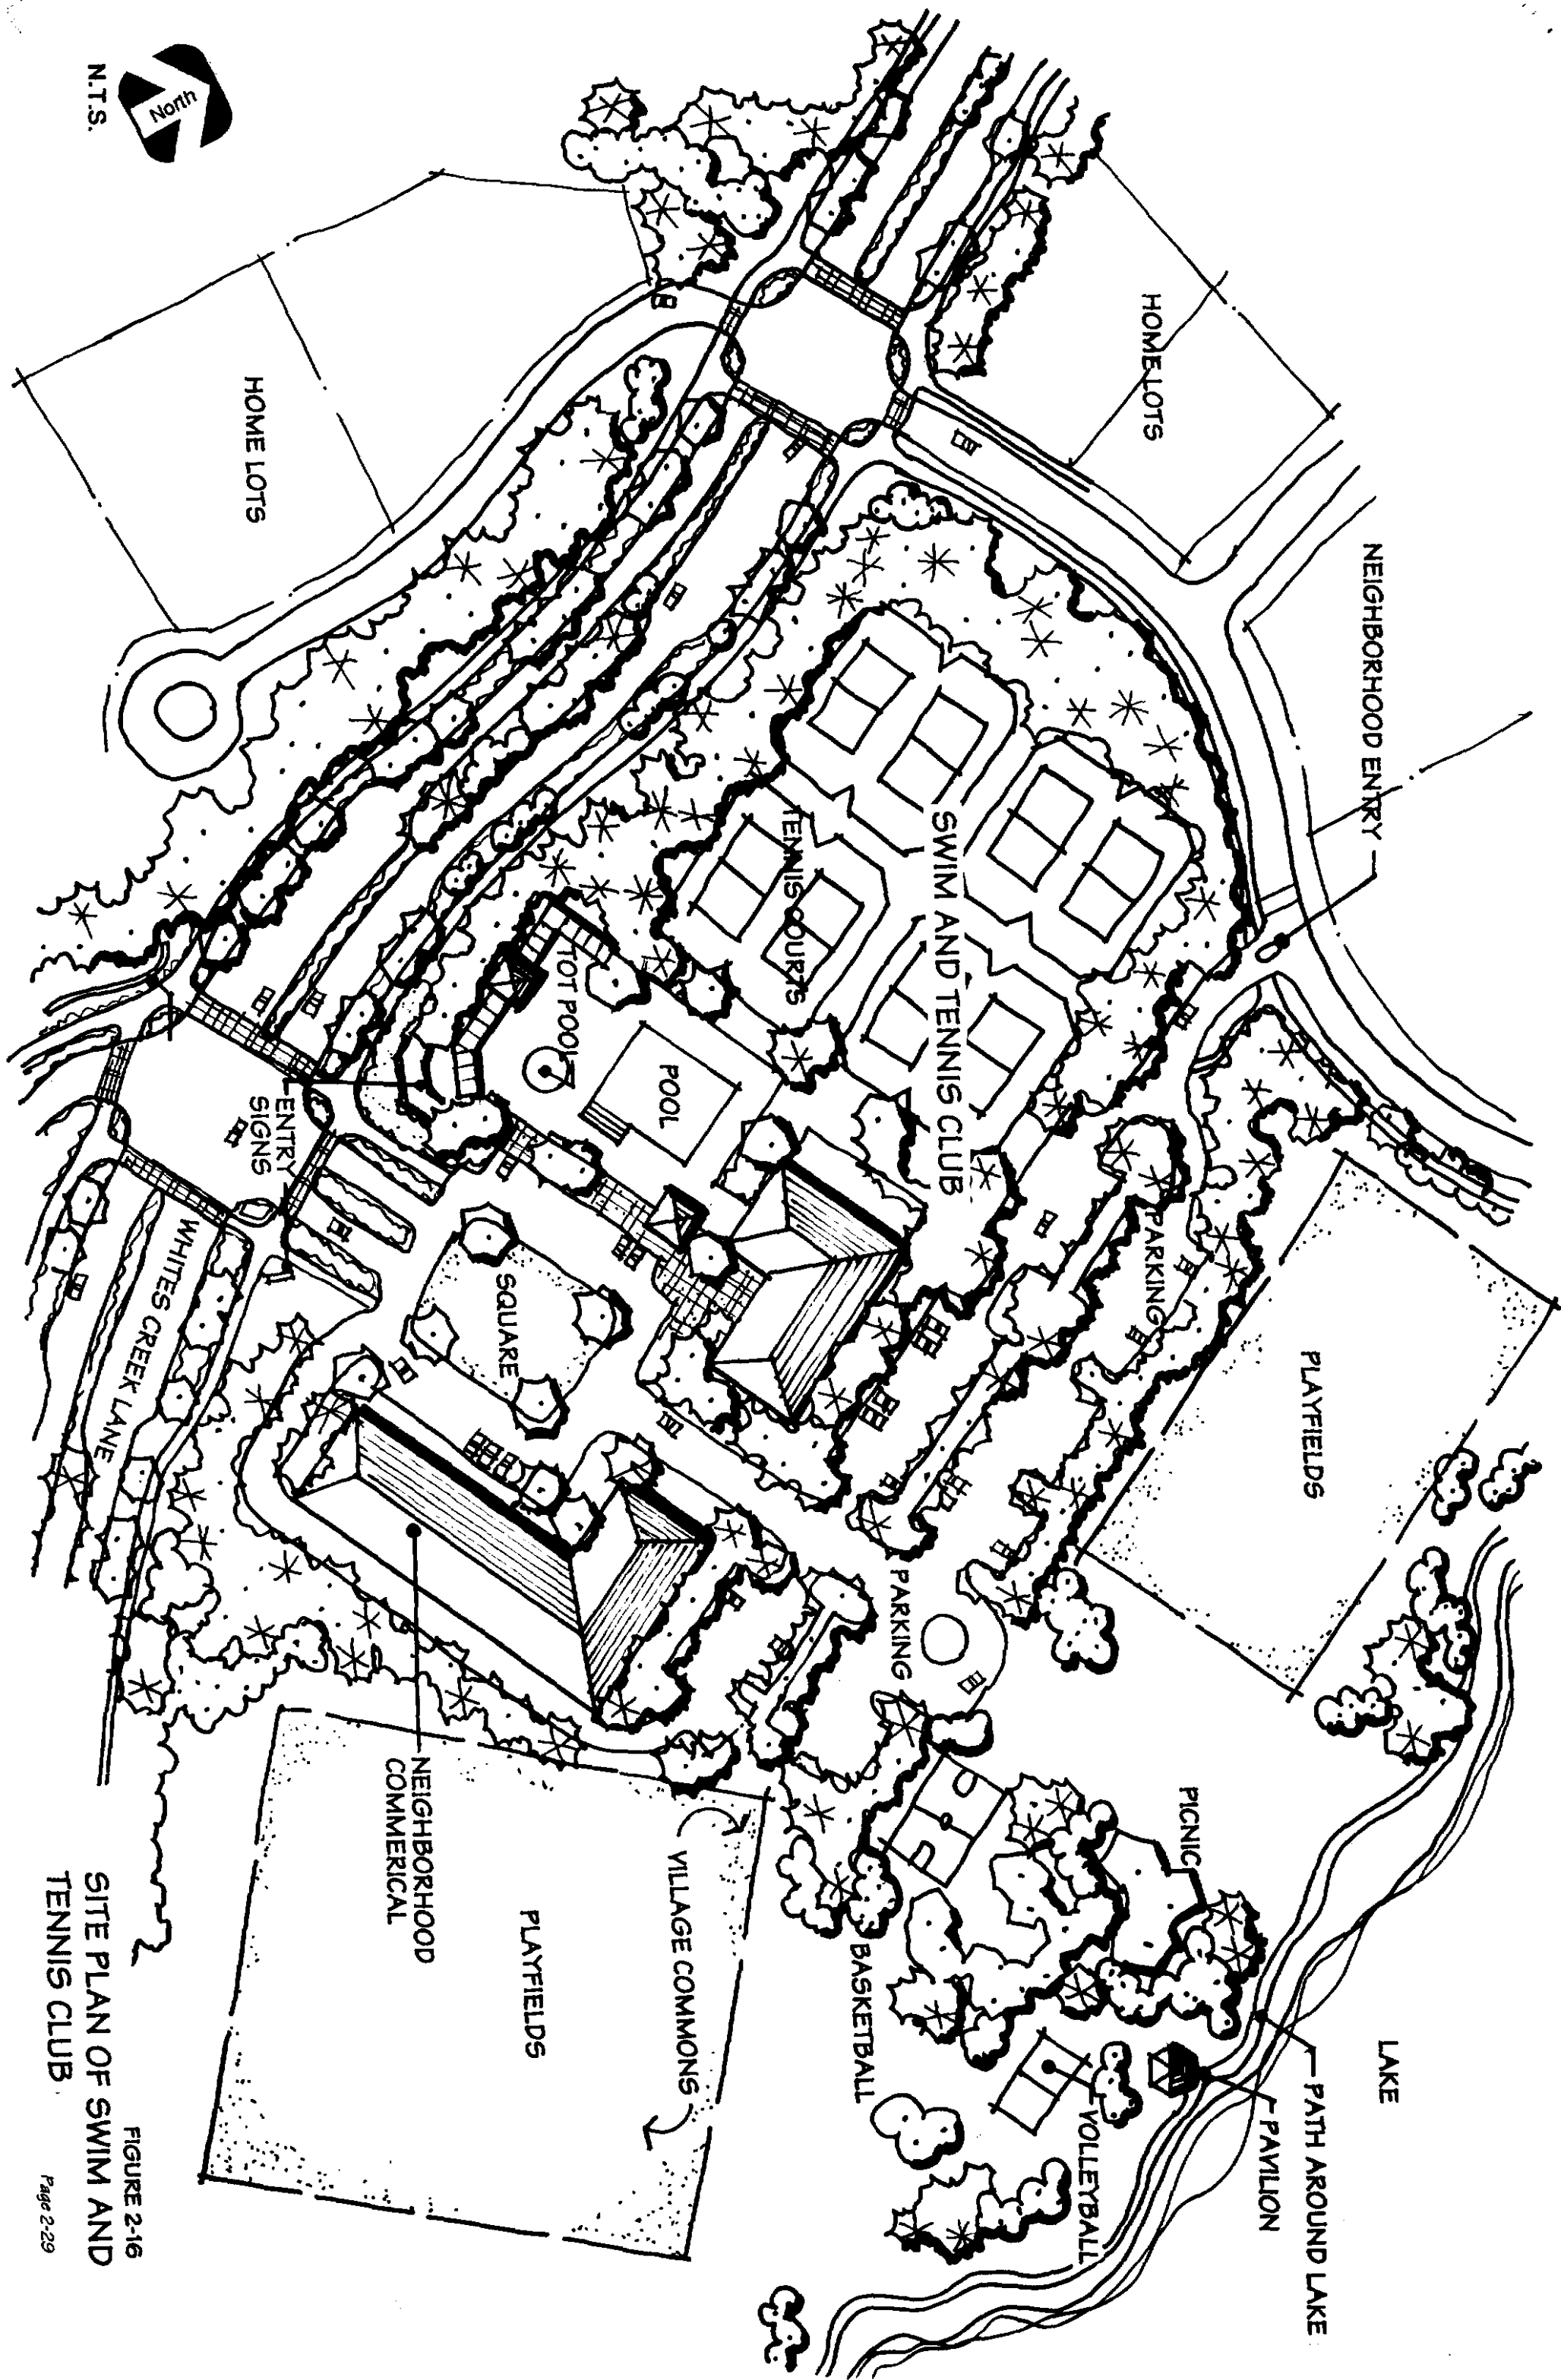 North
N.T.S.
HOME LOTS
HOME LOTS
NEIGHBORHOOD ENTRY
SWIM AND TENNIS CLUB
TENNIS COURTS
TOT POOL
POOL
ENTRY
SIGNS
SQUARE
PARKING
PLAYFIELDS
WHITES CREEK LANE
PARKING
NEIGHBORHOOD
COMMERICAL
PLAYFIELDS
VILLAGE COMMONS
BASKETBALL
PICNIC
VOLLEYBALL
LAKE
PATH AROUND LAKE
PAVILION
FIGURE 2-16
SITE PLAN OF SWIM AND
TENNIS CLUB
Page 2-29